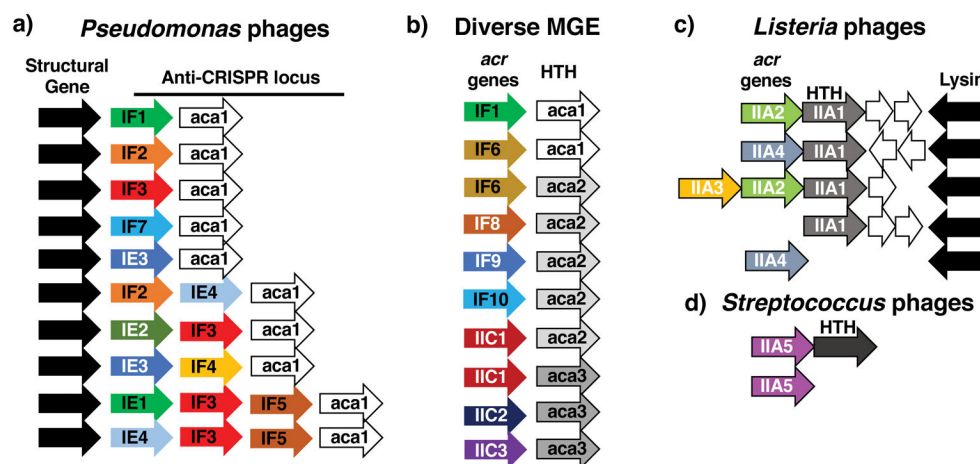 a) Pseudomonas phages
Structural
Gene
Anti-CRISPR locus
IF1 aca1
IF2 aca1
IF3 aca1
IF7 aca1
IE3 aca1
IF2 IE4 aca1
IE2 IF3 aca1
IE3 IF4 aca1
IE1 IF3 IF5 aca1
IE4 IF3 IF5 aca1
b) Diverse MGE
acr
genes
HTH
IF1 aca1
IF6 aca1
IF6 aca2
IF8 aca2
IF9 aca2
IF10 aca2
IIC1 aca2
IIC1 aca3
IIC2 aca3
IIC3 aca3
c) Listeria phages
acr
genes
HTH
Lysin
IIA2 IIA1
IIA4 IIA1
IIA3 IIA2 IIA1
IIA1
IIA4
d) Streptococcus phages
HTH
IIA5
IIA5